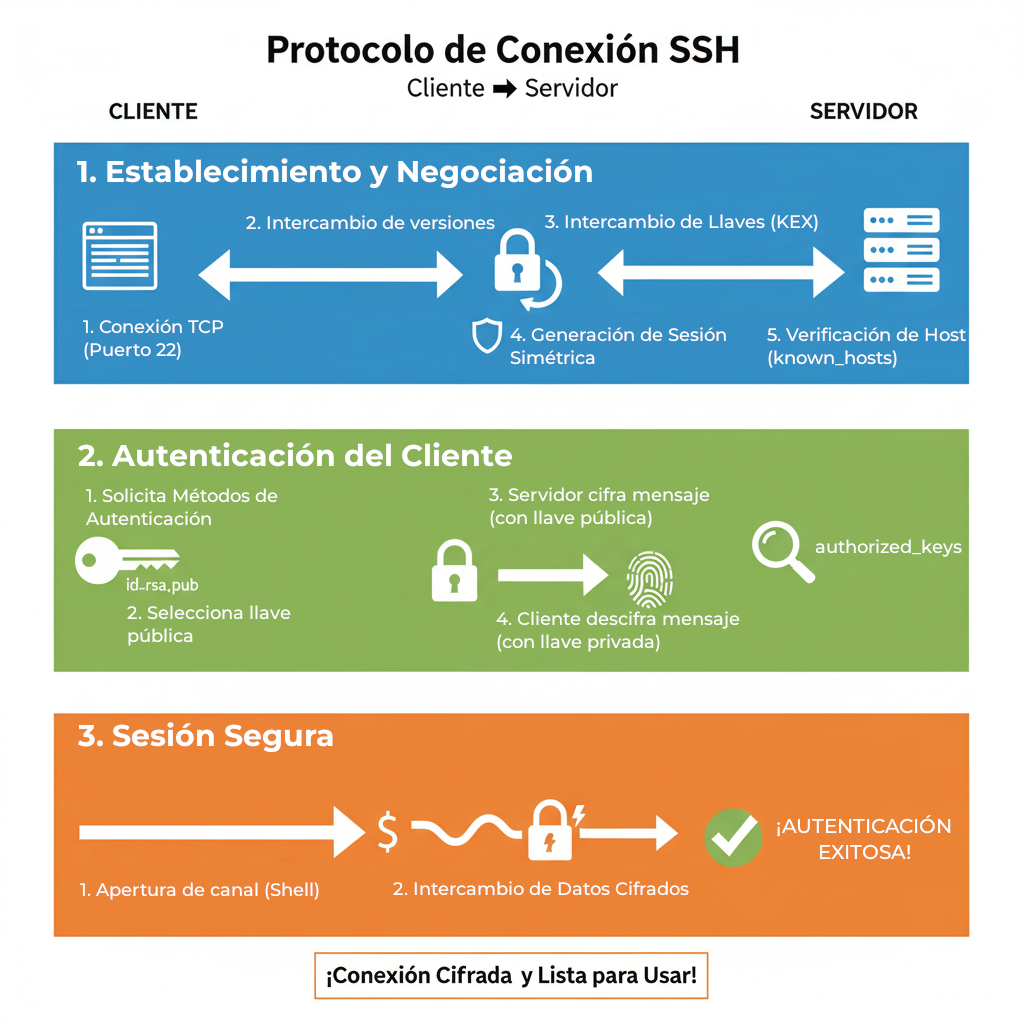 Protocolo de Conexión SSH
Cliente ➡ Servidor
CLIENTE
SERVIDOR
1. Establecimiento y Negociación
2. Intercambio de versiones
3. Intercambio de Llaves (KEX)
1. Conexión TCP
(Puerto 22)
4. Generación de Sesión
Simétrica
5. Verificación de Host
(known_hosts)
2. Autenticación del Cliente
1. Solicita Métodos de
Autenticación
id-rsa,pub
2. Selecciona llave
pública
3. Servidor cifra mensaje
(con llave pública)
4. Cliente descifra mensaje
(con llave privada)
authorized_keys
3. Sesión Segura
$
1. Apertura de canal (Shell)
2. Intercambio de Datos Cifrados
¡AUTENTICACIÓN
EXITOSA!
¡Conexión Cifrada y Lista para Usar!